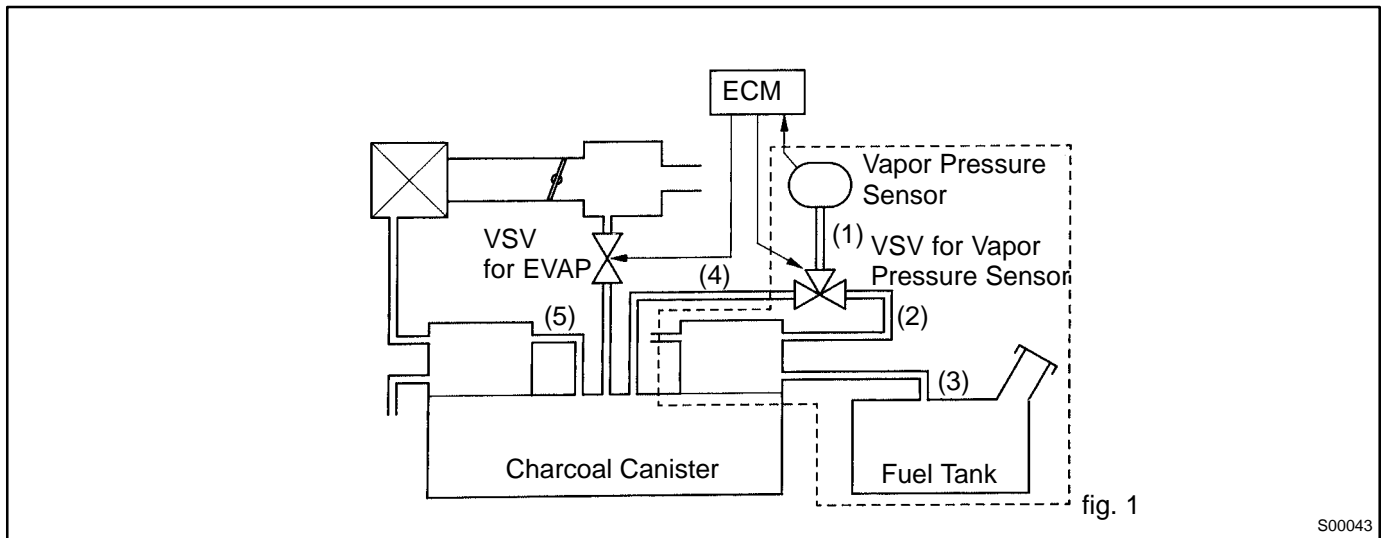 ECM
Vapor Pressure
Sensor
(1)
VSV
for EVAP
VSV for Vapor
Pressure Sensor
(4)
(2)
(5)
(3)
Charcoal Canister
Fuel Tank
fig. 1
S00043